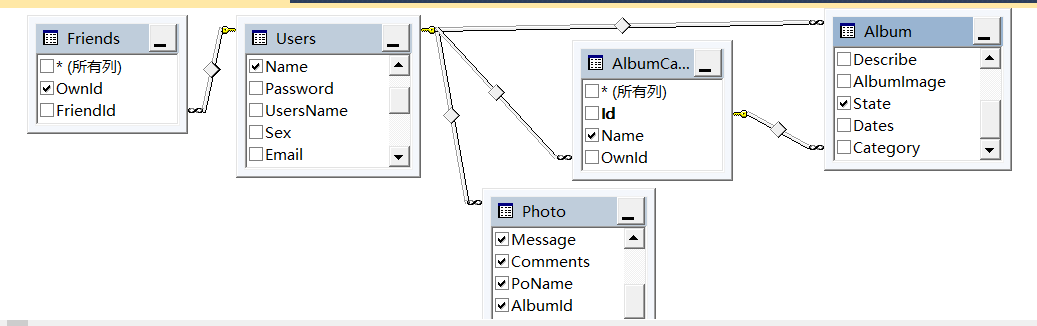 Friends
* (所有列)
OwnId
FriendId
Users
Name
Password
UsersName
Sex
Email
AlbumCa...
* (所有列)
Id
Name
OwnId
Album
Describe
AlbumImage
State
Dates
Category
Photo
Message
Comments
PoName
AlbumId